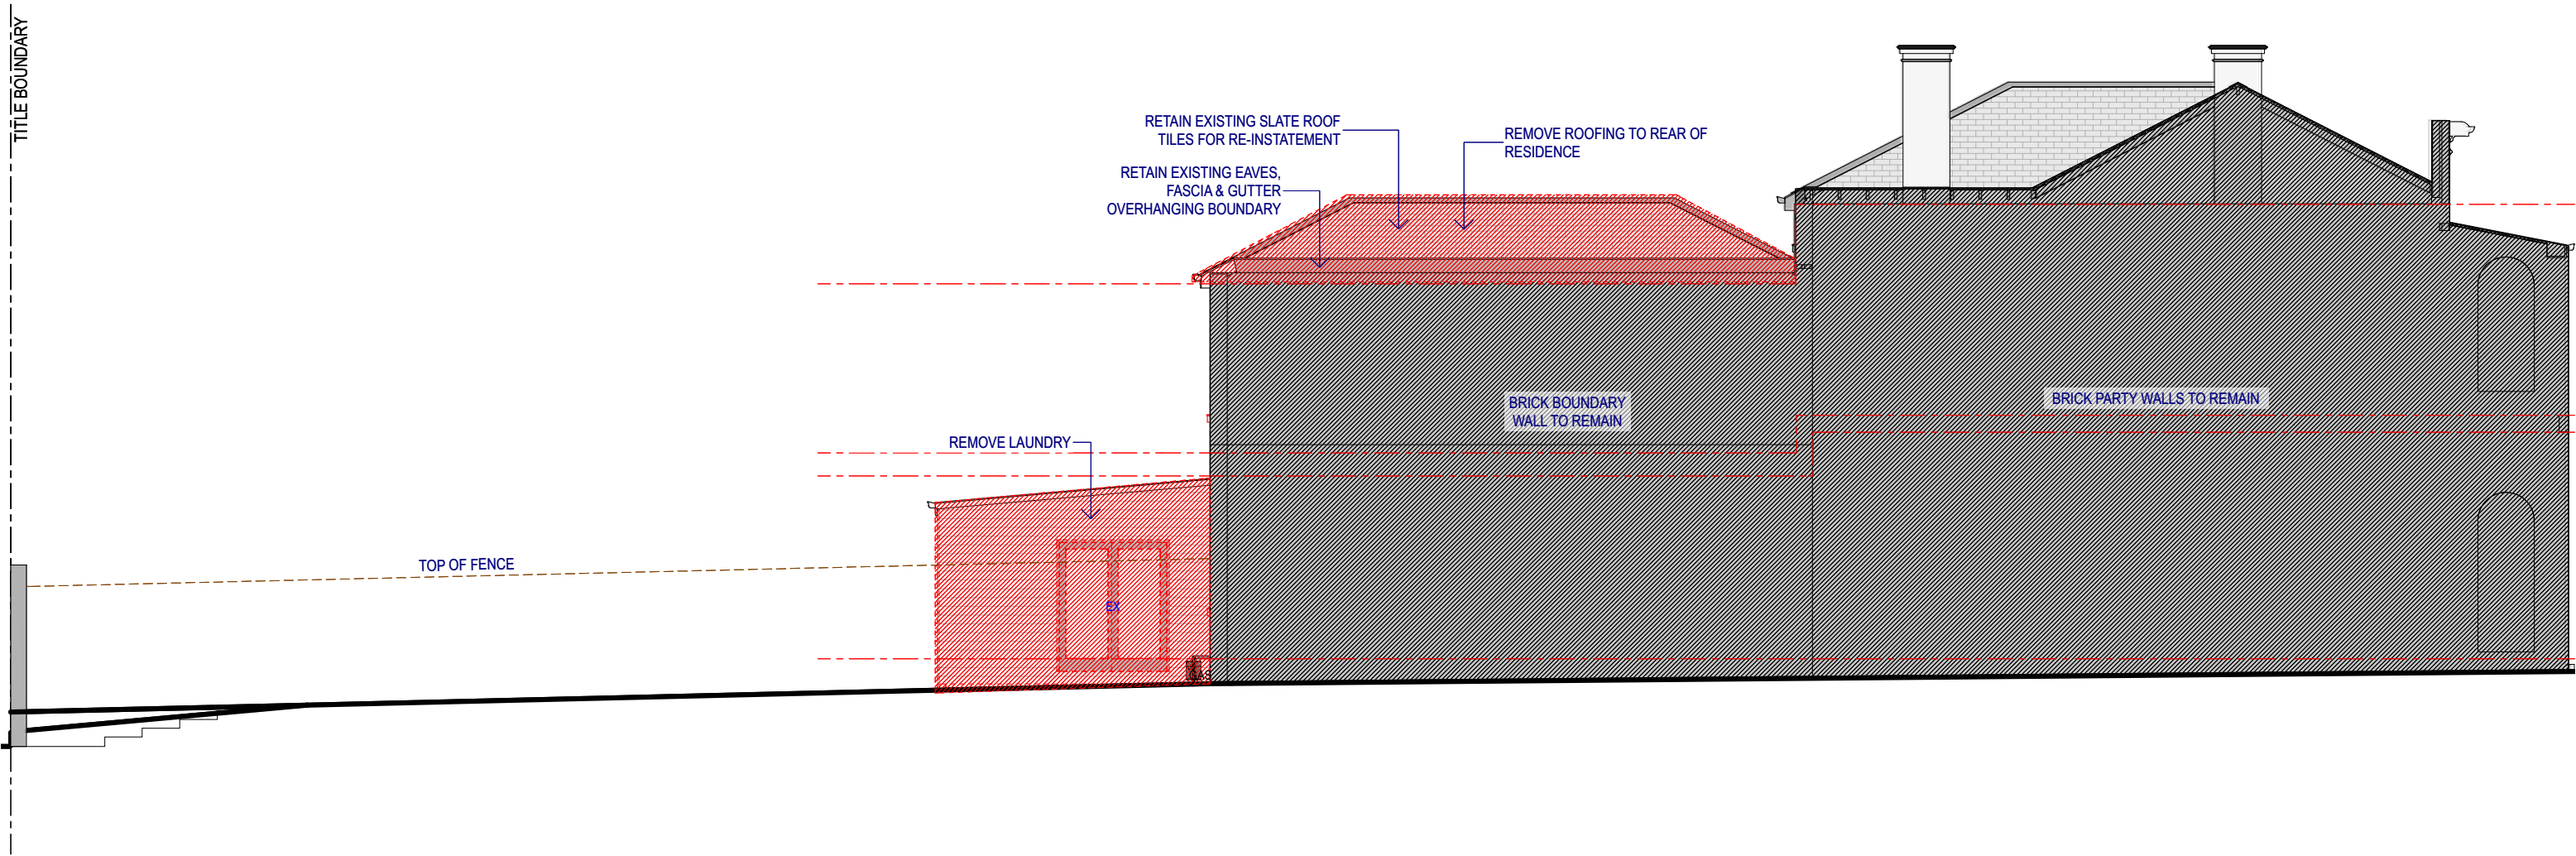 TITLE BOUNDARY
RETAIN EXISTING SLATE ROOF
TILES FOR RE-INSTATEMENT
REMOVE ROOFING TO REAR OF
RESIDENCE
RETAIN EXISTING EAVES,
FASCIA & GUTTER
OVERHANGING BOUNDARY
BRICK BOUNDARY
WALL TO REMAIN
BRICK PARTY WALLS TO REMAIN
REMOVE LAUNDRY
TOP OF FENCE
EX